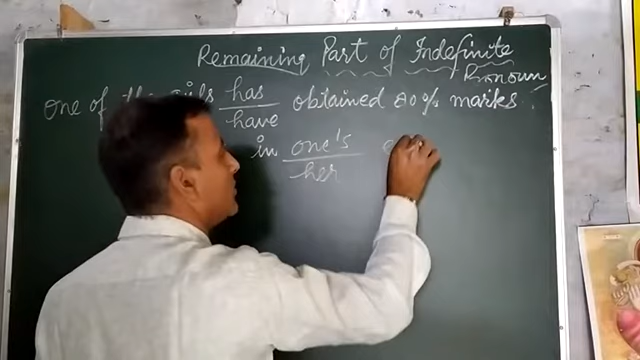 Remaining Part of Indefinite
Pronoun
One of the girls has obtained 80% marks.
have
in one's
her